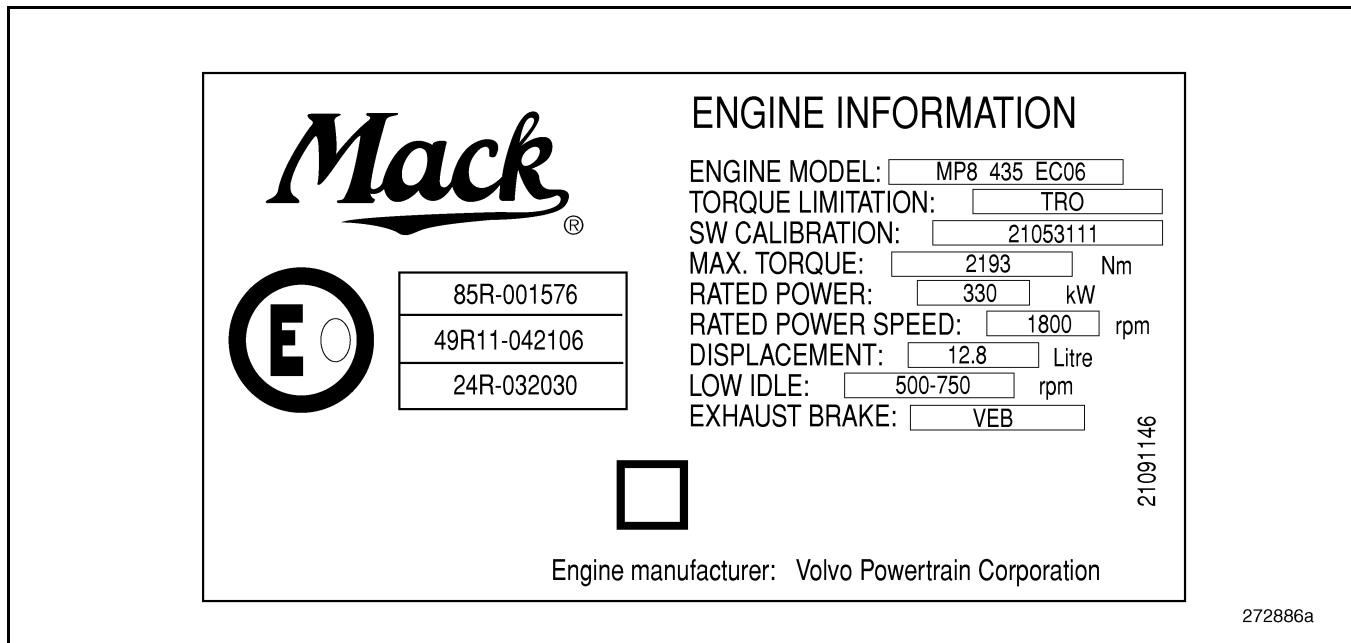 Mack
®
ENGINE INFORMATION
ENGINE MODEL: MP8 435 EC06
TORQUE LIMITATION: TRO
SW CALIBRATION: 21053111
MAX. TORQUE: 2193 Nm
RATED POWER: 330 kW
RATED POWER SPEED: 1800 rpm
DISPLACEMENT: 12.8 Litre
LOW IDLE: 500-750 rpm
EXHAUST BRAKE: VEB
E
85R-001576
49R11-042106
24R-032030
21091146
Engine manufacturer: Volvo Powertrain Corporation
272886a